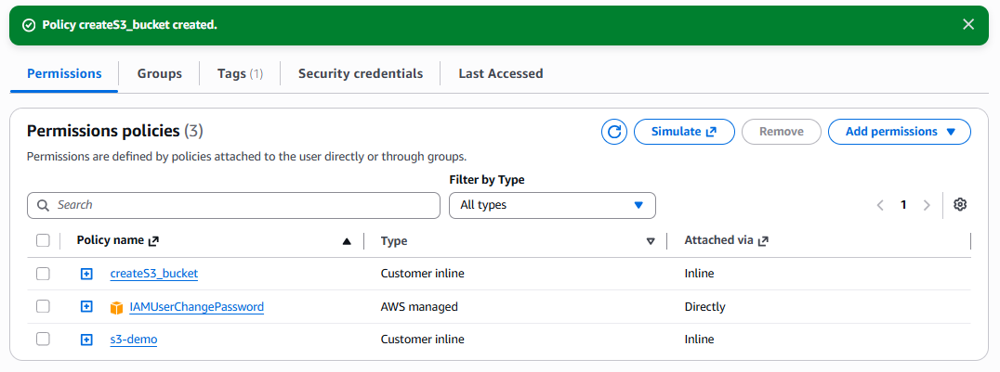 Policy createS3_bucket created.
Permissions Groups Tags (1) Security credentials Last Accessed
Permissions policies (3) Simulate Remove Add permissions
Permissions are defined by policies attached to the user directly or through groups.
Filter by Type
Search All types 1
Policy name Type Attached via
createS3_bucket Customer inline Inline
IAMUserChangePassword AWS managed Directly
s3-demo Customer inline Inline